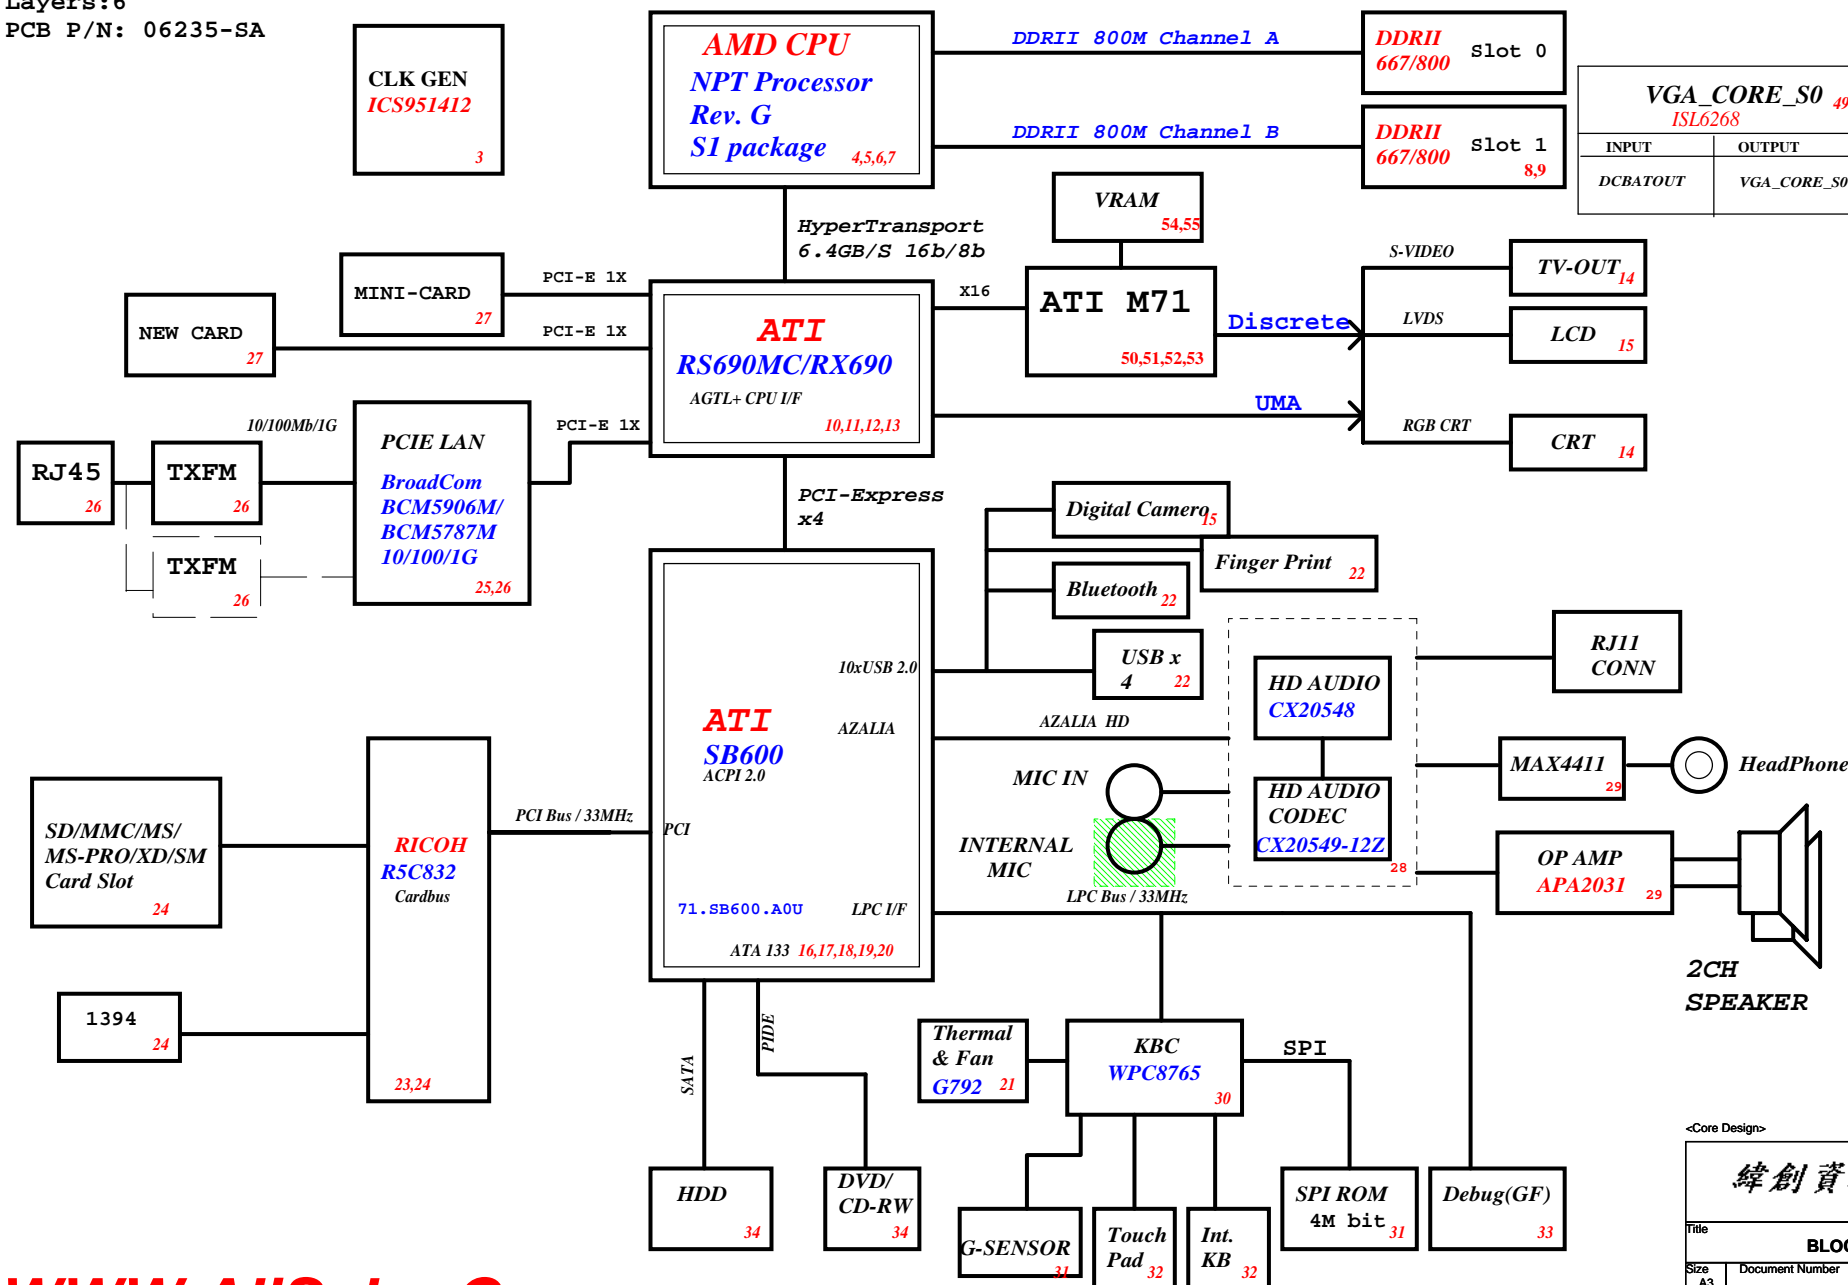 Layers:6
PCB P/N: 06235-SA
CLK GEN
ICS951412
3
AMD CPU
NPT Processor
Rev. G
S1 package
4,5,6,7
DDRII 800M Channel A
DDRII
667/800
Slot 0
DDRII 800M Channel B
DDRII
667/800
Slot 1
8,9
VGA_CORE_S0
49
ISL6268
INPUT
OUTPUT
DCBATOUT
VGA_CORE_S0
HyperTransport
6.4GB/S 16b/8b
VRAM
54,55
MINI-CARD
27
PCI-E 1X
NEW CARD
27
PCI-E 1X
ATI
RS690MC/RX690
AGTL+ CPU I/F
10,11,12,13
X16
ATI M71
50,51,52,53
Discrete
UMA
S-VIDEO
TV-OUT
14
LVDS
LCD
15
RGB CRT
CRT
14
RJ45
26
TXFM
26
TXFM
26
10/100Mb/1G
PCIE LAN
BroadCom
BCM5906M/
BCM5787M
10/100/1G
25,26
PCI-E 1X
PCI-Express
x4
Digital Camero
15
Finger Print
22
Bluetooth
22
USB x
4
22
10xUSB 2.0
ATI
SB600
ACPI 2.0
AZALIA
AZALIA HD
PCI
71.SB600.A0U
LPC I/F
ATA 133
16,17,18,19,20
HD AUDIO
CX20548
HD AUDIO
CODEC
CX20549-12Z
28
RJ11
CONN
MIC IN
INTERNAL
MIC
MAX4411
29
HeadPhone
OP AMP
APA2031
29
2CH
SPEAKER
SD/MMC/MS/
MS-PRO/XD/SM
Card Slot
24
RICOH
R5C832
Cardbus
23,24
PCI Bus / 33MHz
1394
24
LPC Bus / 33MHz
SATA
PIDE
Thermal
& Fan
G792
21
KBC
WPC8765
30
SPI
HDD
34
DVD/
CD-RW
34
G-SENSOR
31
Touch
Pad
32
Int.
KB
32
SPI ROM
4M bit
31
Debug(GF)
33
<Core Design>
緯創資
Title
BLOC
Size
A3
Document Number